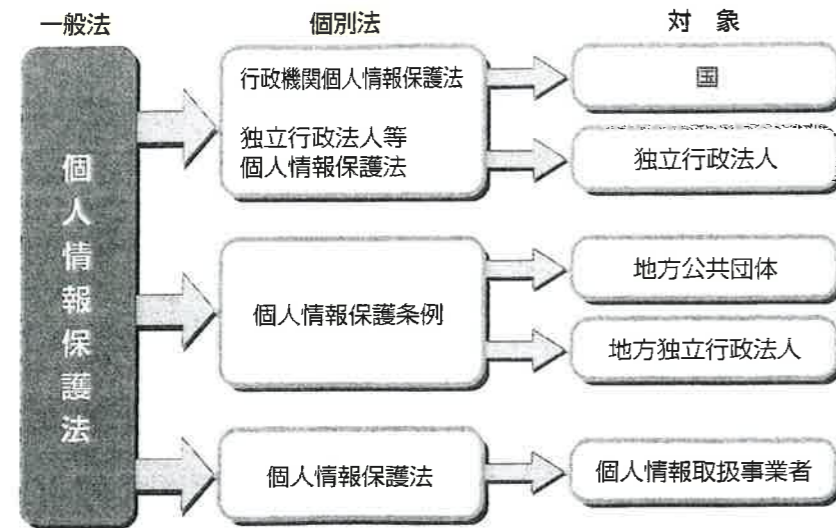 一般法
個別法
対 象
個人情報保護法
行政機関個人情報保護法
独立行政法人等
個人情報保護法
国
独立行政法人
個人情報保護条例
地方公共団体
地方独立行政法人
個人情報保護法
個人情報取扱事業者